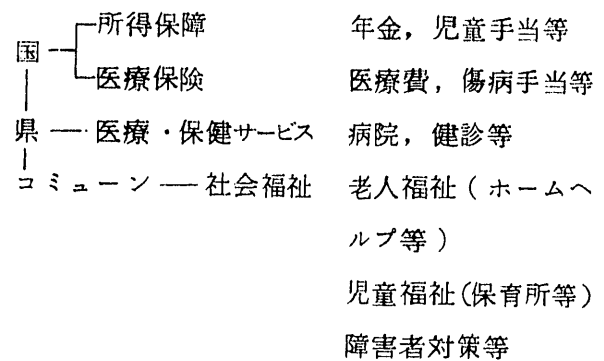 所得保障 年金，児童手当等
国
医療保険 医療費，傷病手当等
県 ― 医療・保健サービス 病院，健診等
コミューン ― 社会福祉 老人福祉（ホームヘ
ルプ等）
児童福祉(保育所等)
障害者対策等